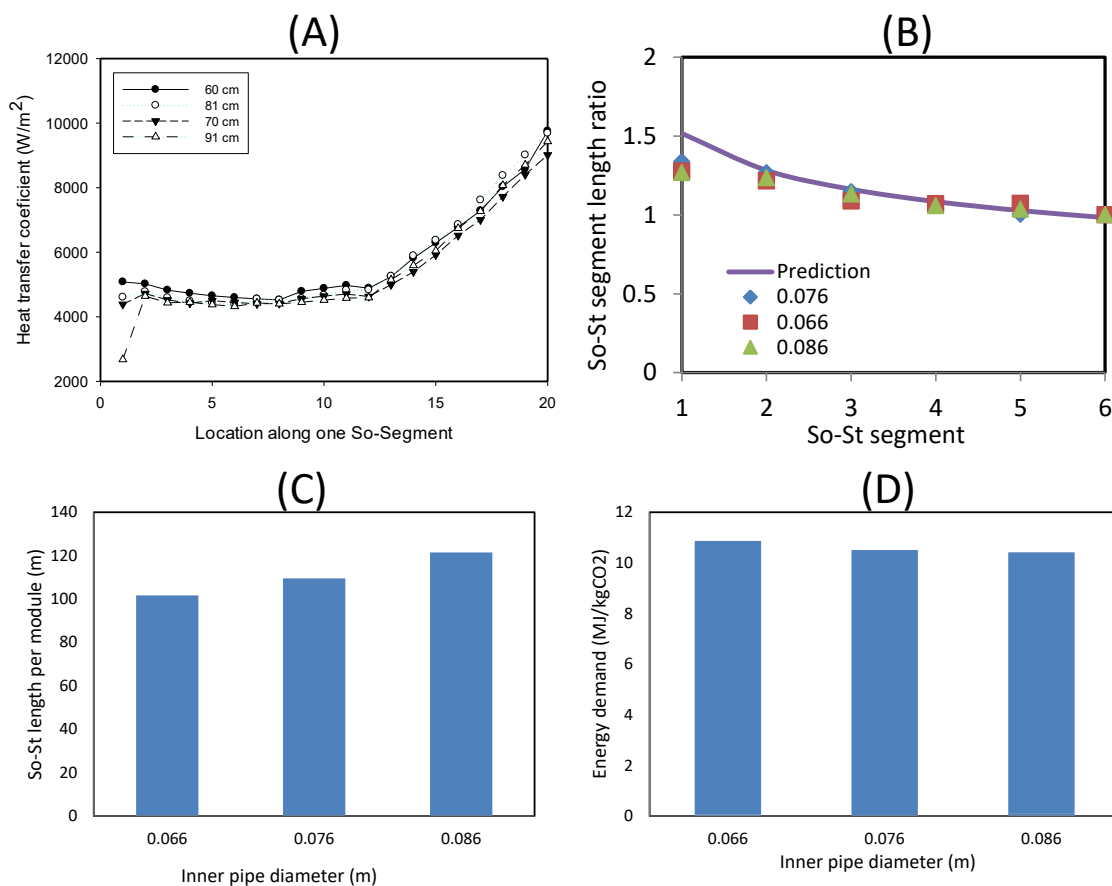 (A)
Heat transfer coeficient (W/m2)
12000
10000
8000
6000
4000
2000
60 cm
81 cm
70 cm
91 cm
0
5
10
15
20
Location along one So-Segment
(B)
So-St segment length ratio
2
1.5
1
0.5
0
Prediction
0.076
0.066
0.086
1
2
3
4
5
6
So-St segment
(C)
So-St length per module (m)
140
120
100
80
60
40
20
0
0.066
0.076
0.086
Inner pipe diameter (m)
(D)
Energy demand (MJ/kgCO2)
12
10
8
6
4
2
0
0.066
0.076
0.086
Inner pipe diameter (m)